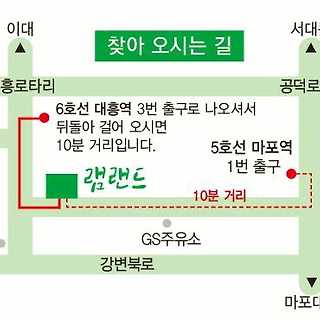 이대
찾아 오시는 길
서대
흥로타리
공덕로
6호선 대흥역 3번 출구로 나오셔서
뒤돌아 걸어 오시면
10분 거리입니다.
5호선 마포역
1번 출구
램랜드
10분 거리
GS주유소
강변북로
마포대